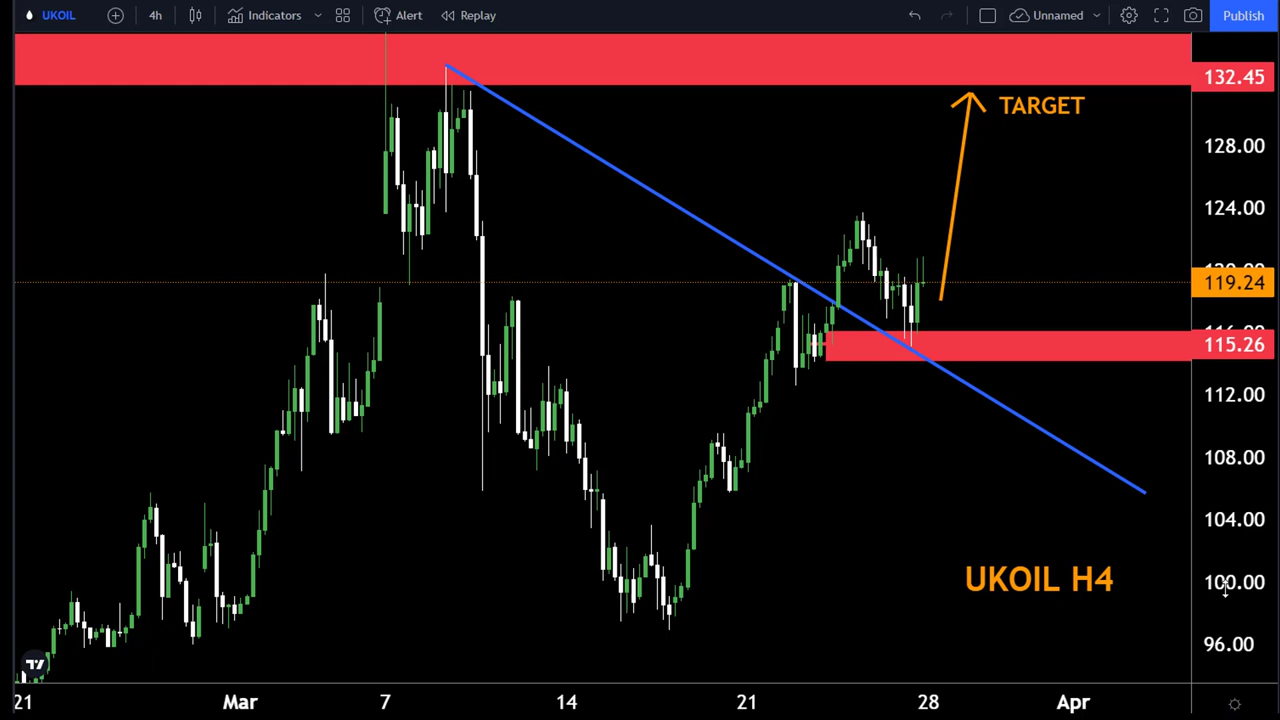 UKOIL 4h Indicators Alert Replay Unnamed Publish
132.45
TARGET
128.00
124.00
119.24
115.26
112.00
108.00
104.00
UKOIL H4
100.00
96.00
21 Mar 7 14 21 28 Apr